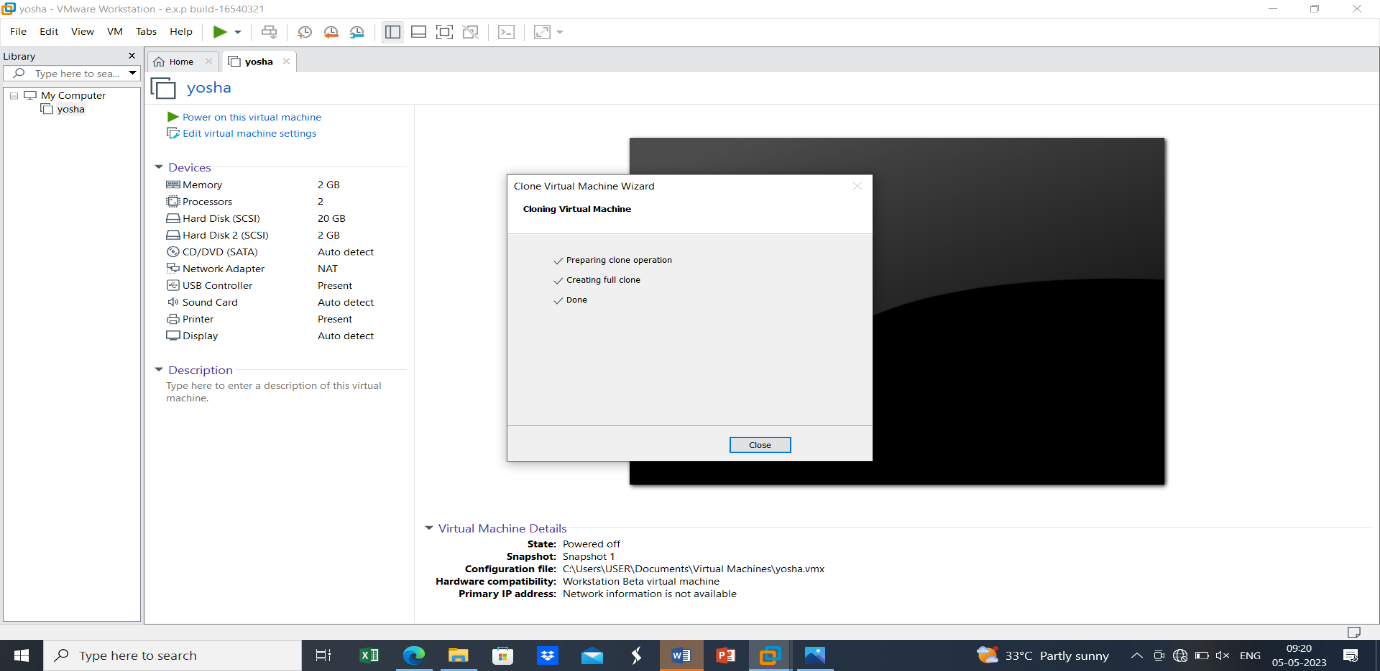 yosha - VMware Workstation - e.x.p build-16540321
File Edit View VM Tabs Help
Library
Type here to sea...
My Computer
yosha
Home
yosha
yosha
Power on this virtual machine
Edit virtual machine settings
Devices
Memory 2 GB
Processors 2
Hard Disk (SCSI) 20 GB
Hard Disk 2 (SCSI) 2 GB
CD/DVD (SATA) Auto detect
Network Adapter NAT
USB Controller Present
Sound Card Auto detect
Printer Present
Display Auto detect
Description
Type here to enter a description of this virtual
machine.
Clone Virtual Machine Wizard
Cloning Virtual Machine
Preparing clone operation
Creating full clone
Done
Close
Virtual Machine Details
State: Powered off
Snapshot: Snapshot 1
Configuration file: C:\Users\USER\Documents\Virtual Machines\yosha.vmx
Hardware compatibility: Workstation Beta virtual machine
Primary IP address: Network information is not available
Type here to search
33°C Partly sunny
ENG
09:20
05-05-2023